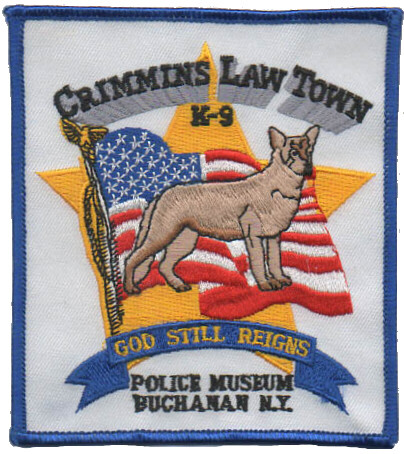 CRIMMINS LAW TOWN
K-9
GOD STILL REIGNS
POLICE MUSEUM
BUCHANAN N.Y.